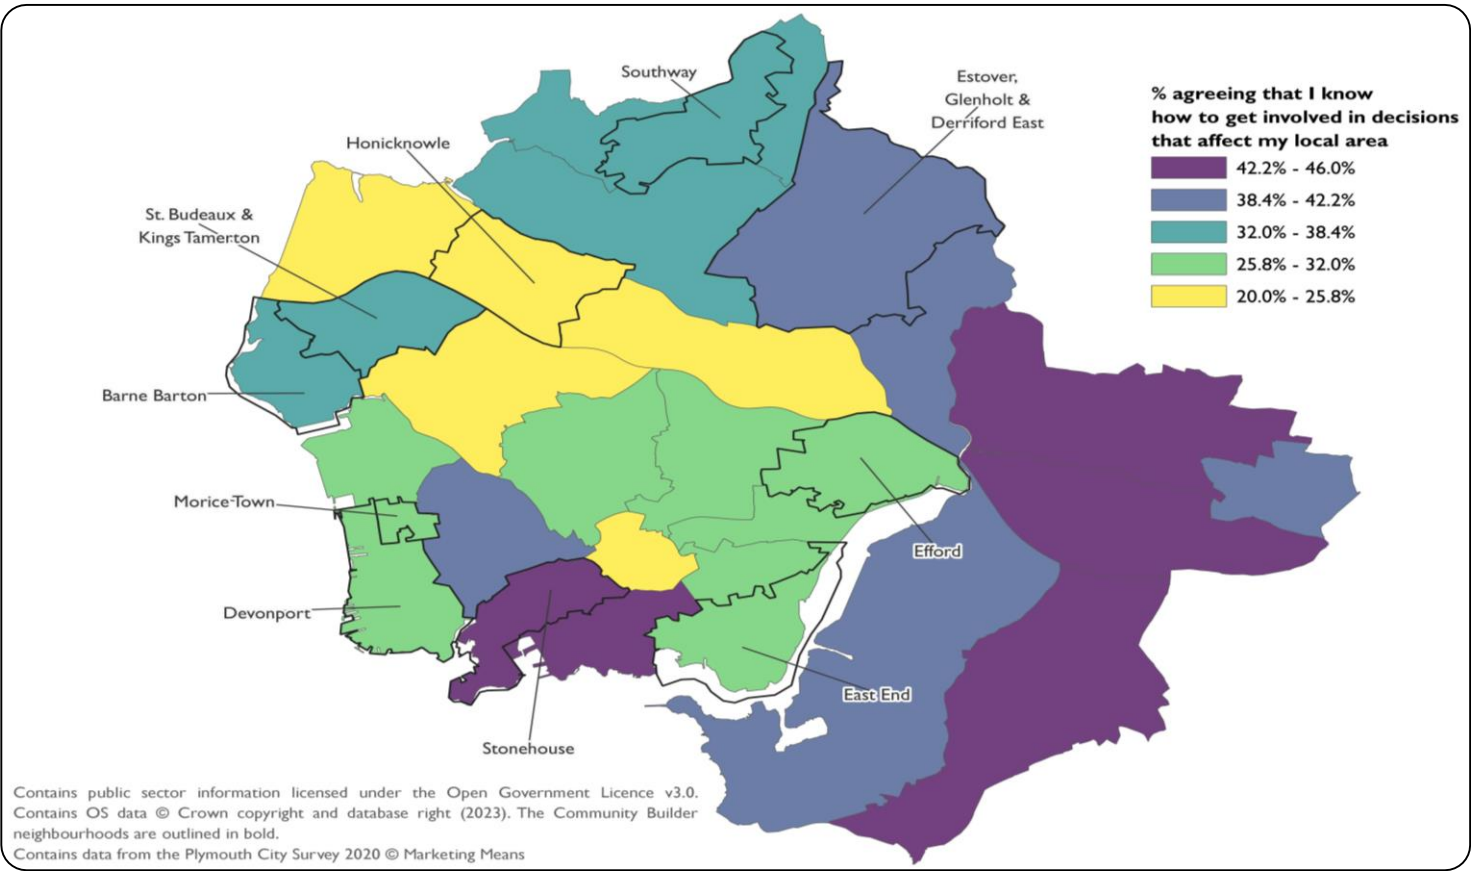 Southway
Estover,
Glenholt &
Derriford East
Honicknowle
St. Budeaux &
Kings Tamerton
Barne Barton
Morice Town
Devonport
Stonehouse
Efford
East End
% agreeing that I know
how to get involved in decisions
that affect my local area
42.2% - 46.0%
38.4% - 42.2%
32.0% - 38.4%
25.8% - 32.0%
20.0% - 25.8%
Contains public sector information licensed under the Open Government Licence v3.0.
Contains OS data © Crown copyright and database right (2023). The Community Builder
neighbourhoods are outlined in bold.
Contains data from the Plymouth City Survey 2020 © Marketing Means